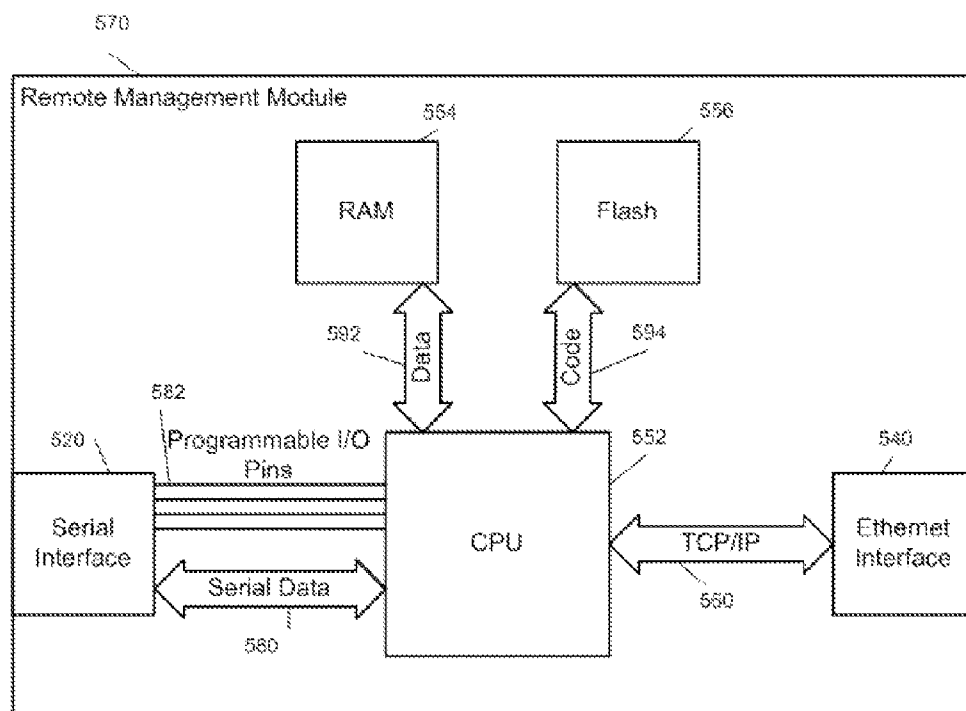 570
Remote Management Module
554
556
RAM
Flash
592
Data
Code
594
582
Programmable I/O
Pins
520
552
540
Serial
Interface
CPU
TCP/IP
Ethernet
Interface
Serial Data
580
560